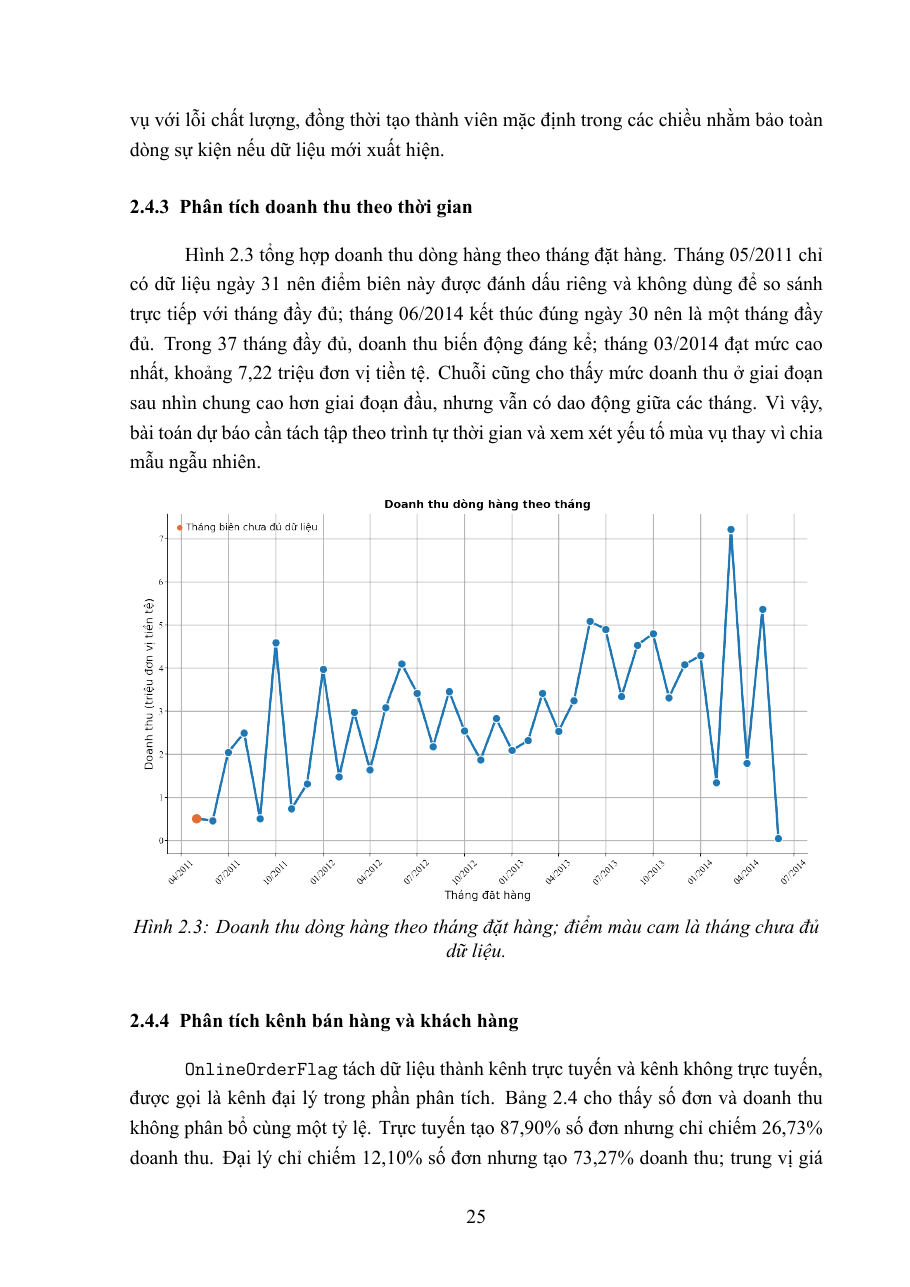 vụ với lỗi chất lượng, đồng thời tạo thành viên mặc định trong các chiều nhằm bảo toàn
dòng sự kiện nếu dữ liệu mới xuất hiện.
2.4.3 Phân tích doanh thu theo thời gian
Hình 2.3 tổng hợp doanh thu dòng hàng theo tháng đặt hàng. Tháng 05/2011 chỉ
có dữ liệu ngày 31 nên điểm biên này được đánh dấu riêng và không dùng để so sánh
trực tiếp với tháng đầy đủ; tháng 06/2014 kết thúc đúng ngày 30 nên là một tháng đầy
đủ. Trong 37 tháng đầy đủ, doanh thu biến động đáng kể; tháng 03/2014 đạt mức cao
nhất, khoảng 7,22 triệu đơn vị tiền tệ. Chuỗi cũng cho thấy mức doanh thu ở giai đoạn
sau nhìn chung cao hơn giai đoạn đầu, nhưng vẫn có dao động giữa các tháng. Vì vậy,
bài toán dự báo cần tách tập theo trình tự thời gian và xem xét yếu tố mùa vụ thay vì chia
mẫu ngẫu nhiên.
Doanh thu dòng hàng theo tháng
Tháng biên chưa đủ dữ liệu
Doanh thu (triệu đơn vị tiền tệ)
7
6
5
4
3
2
1
0
04/2011 07/2011 10/2011 01/2012 04/2012 07/2012 10/2012 01/2013 04/2013 07/2013 10/2013 01/2014 04/2014 07/2014
Tháng đặt hàng
Hình 2.3: Doanh thu dòng hàng theo tháng đặt hàng; điểm màu cam là tháng chưa đủ
dữ liệu.
2.4.4 Phân tích kênh bán hàng và khách hàng
OnlineOrderFlag tách dữ liệu thành kênh trực tuyến và kênh không trực tuyến,
được gọi là kênh đại lý trong phần phân tích. Bảng 2.4 cho thấy số đơn và doanh thu
không phân bổ cùng một tỷ lệ. Trực tuyến tạo 87,90% số đơn nhưng chỉ chiếm 26,73%
doanh thu. Đại lý chỉ chiếm 12,10% số đơn nhưng tạo 73,27% doanh thu; trung vị giá
25